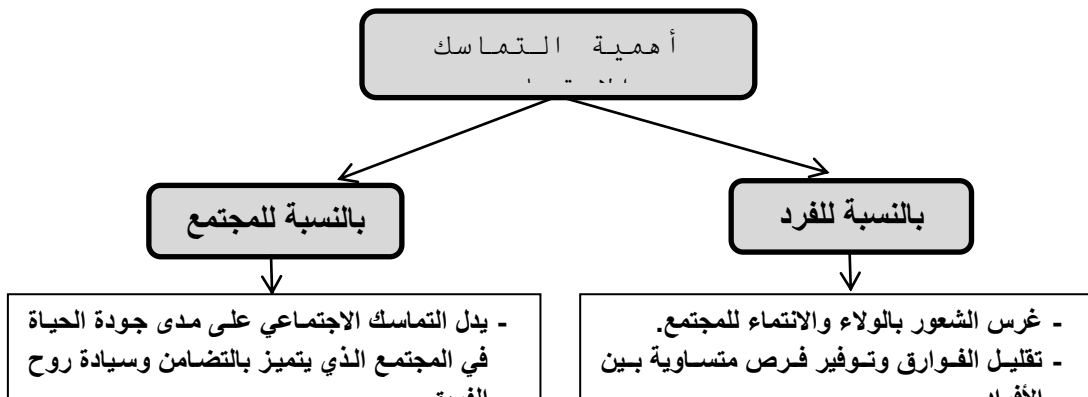 أهمية التماسك
بالنسبة للفرد
بالنسبة للمجتمع
- غرس الشعور بالولاء والانتماء للمجتمع.
- تقليل الفوارق وتوفير فرص متساوية بين
- يدل التماسك الاجتماعي على مدى جودة الحياة
في المجتمع الذي يتميز بالتضامن وسيادة روح